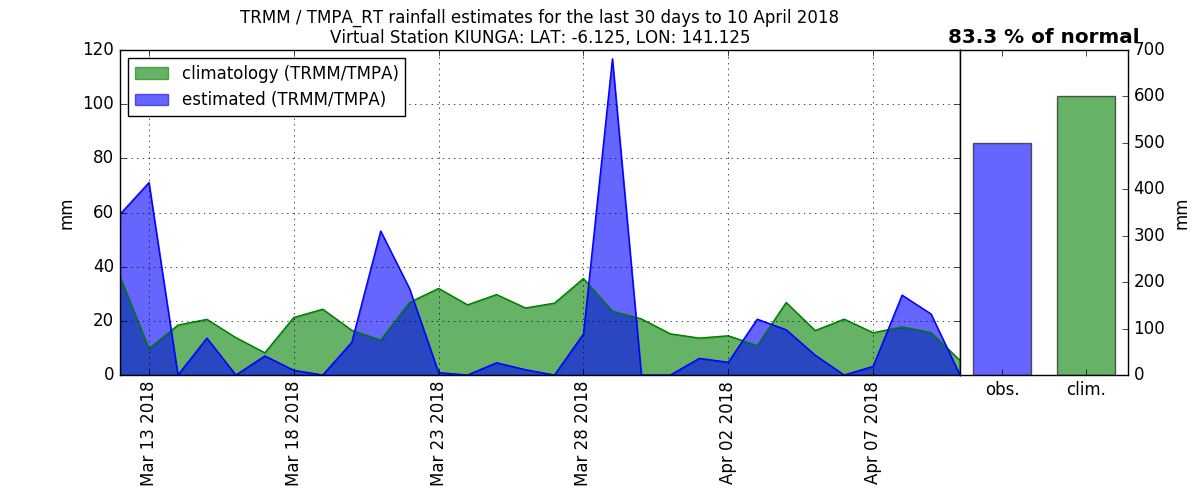 TRMM / TMPA_RT rainfall estimates for the last 30 days to 10 April 2018
Virtual Station KIUNGA: LAT: -6.125, LON: 141.125
83.3 % of normal
climatology (TRMM/TMPA)
estimated (TRMM/TMPA)
120
100
80
60
40
20
0
mm
Mar 13 2018
Mar 18 2018
Mar 23 2018
Mar 28 2018
Apr 02 2018
Apr 07 2018
700
600
500
400
300
200
100
0
mm
obs.
clim.